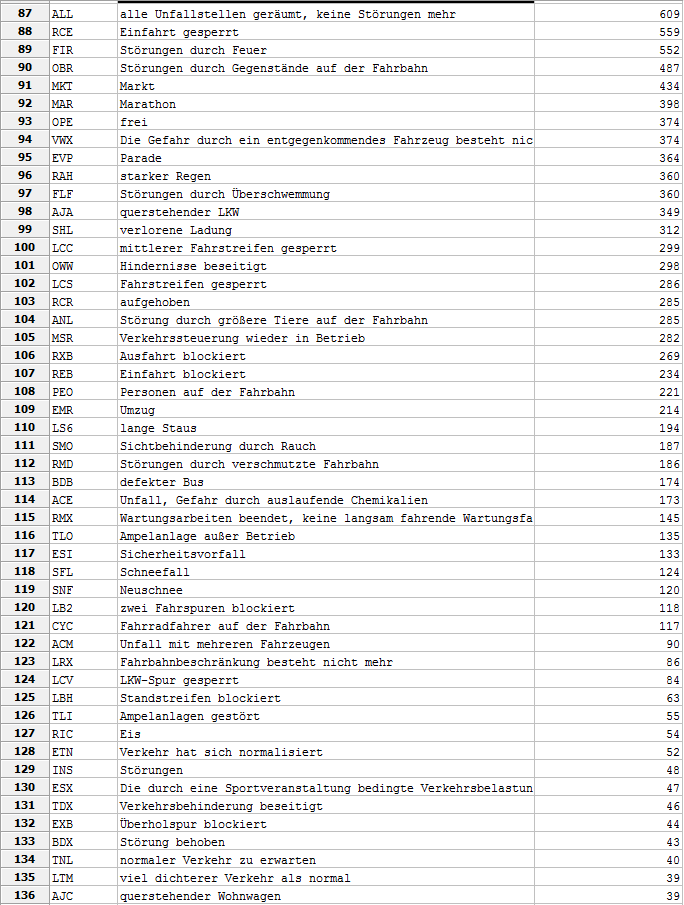 87 ALL alle Unfallstellen geräumt, keine Störungen mehr 609
88 RCE Einfahrt gesperrt 559
89 FIR Störungen durch Feuer 552
90 OBR Störungen durch Gegenstände auf der Fahrbahn 487
91 MKT Markt 434
92 MAR Marathon 398
93 OPE frei 374
94 VWX Die Gefahr durch ein entgegenkommendes Fahrzeug besteht nic 374
95 EVP Parade 364
96 RAH starker Regen 360
97 FLF Störungen durch Überschwemmung 360
98 AJA querstehender LKW 349
99 SHL verlorene Ladung 312
100 LCC mittlerer Fahrstreifen gesperrt 299
101 OWW Hindernisse beseitigt 298
102 LCS Fahrstreifen gesperrt 286
103 RCR aufgehoben 285
104 ANL Störung durch größere Tiere auf der Fahrbahn 285
105 MSR Verkehrssteuerung wieder in Betrieb 282
106 RXB Ausfahrt blockiert 269
107 REB Einfahrt blockiert 234
108 PEO Personen auf der Fahrbahn 221
109 EMR Umzug 214
110 LS6 lange Staus 194
111 SMO Sichtbehinderung durch Rauch 187
112 RMD Störungen durch verschmutzte Fahrbahn 186
113 BDB defekter Bus 174
114 ACE Unfall, Gefahr durch auslaufende Chemikalien 173
115 RMX Wartungsarbeiten beendet, keine langsam fahrende Wartungsfa 145
116 TLO Ampelanlage außer Betrieb 135
117 ESI Sicherheitsvorfall 133
118 SFL Schneefall 124
119 SNF Neuschnee 120
120 LB2 zwei Fahrspuren blockiert 118
121 CYC Fahrradfahrer auf der Fahrbahn 117
122 ACM Unfall mit mehreren Fahrzeugen 90
123 LRX Fahrbahnbeschränkung besteht nicht mehr 86
124 LCV LKW-Spur gesperrt 84
125 LBH Standstreifen blockiert 63
126 TLI Ampelanlagen gestört 55
127 RIC Eis 54
128 ETN Verkehr hat sich normalisiert 52
129 INS Störungen 48
130 ESX Die durch eine Sportveranstaltung bedingte Verkehrsbelastun 47
131 TDX Verkehrsbehinderung beseitigt 46
132 EXB Überholspur blockiert 44
133 BDX Störung behoben 43
134 TNL normaler Verkehr zu erwarten 40
135 LTM viel dichterer Verkehr als normal 39
136 AJC querstehender Wohnwagen 39